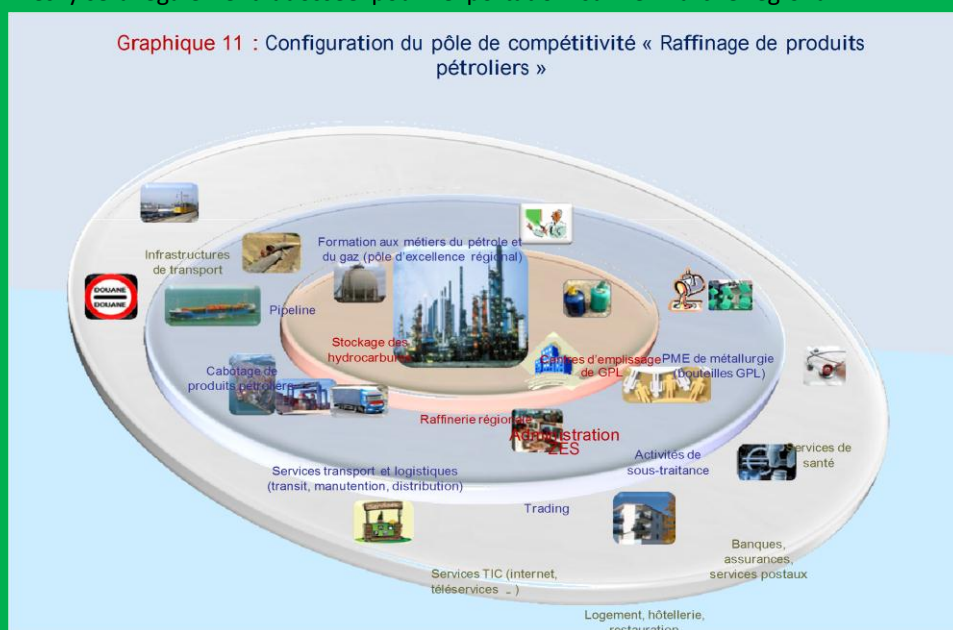 Graphique 11 : Configuration du pôle de compétitivité « Raffinage de produits
pétroliers »
Infrastructures
de transport
Formation aux métiers du pétrole et
du gaz (pôle d'excellence régional)
DOUANE
DOUANE
Pipeline
Stockage des
hydrocarbures
Centres d'emplissage
de GPL
PME de métallurgie
(bouteilles GPL)
Cabotage de
produits pétroliers
Raffinerie régionale
Administration
ZES
Activités de
sous-traitance
Services de
santé
Services transport et logistiques
(transit, manutention, distribution)
Trading
Banques,
assurances,
services postaux
Services TIC (internet,
téléservices .. )
Logement, hôtellerie,
restauration